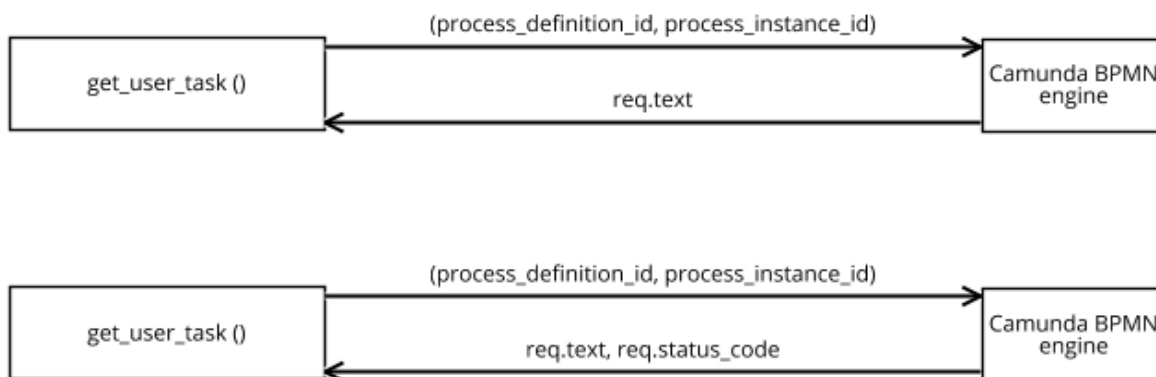 (process_definition_id, process_instance_id)
get_user_task ()
Camunda BPMN
engine
req.text
(process_definition_id, process_instance_id)
get_user_task ()
Camunda BPMN
engine
req.text, req.status_code